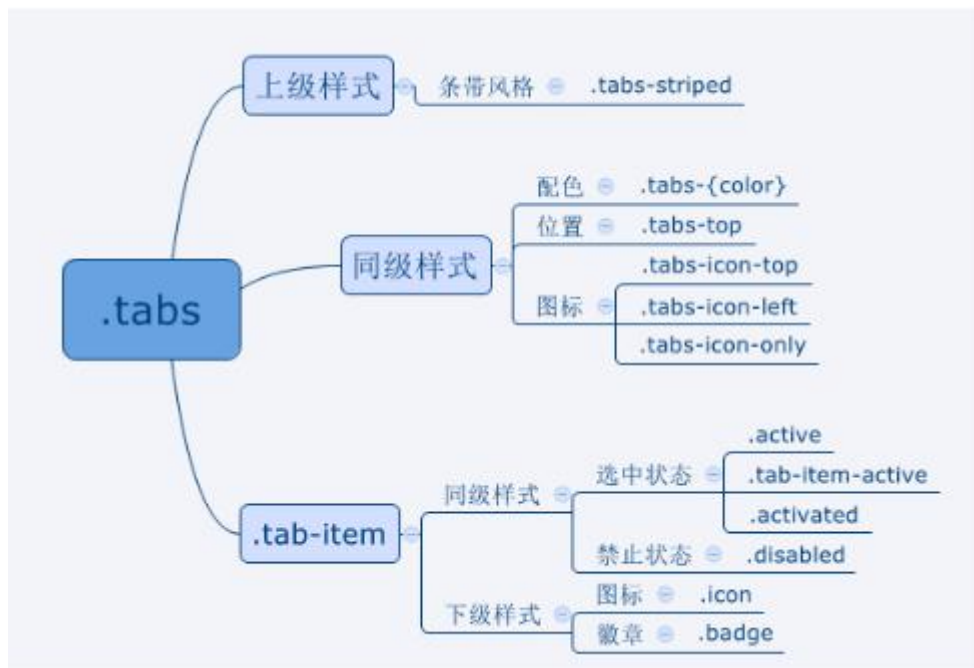 .tabs
上级样式
条带风格 .tabs-striped
同级样式
配色 .tabs-{color}
位置 .tabs-top
图标
.tabs-icon-top
.tabs-icon-left
.tabs-icon-only
.tab-item
同级样式
选中状态
.active
.tab-item-active
.activated
禁止状态 .disabled
下级样式
图标 .icon
徽章 .badge